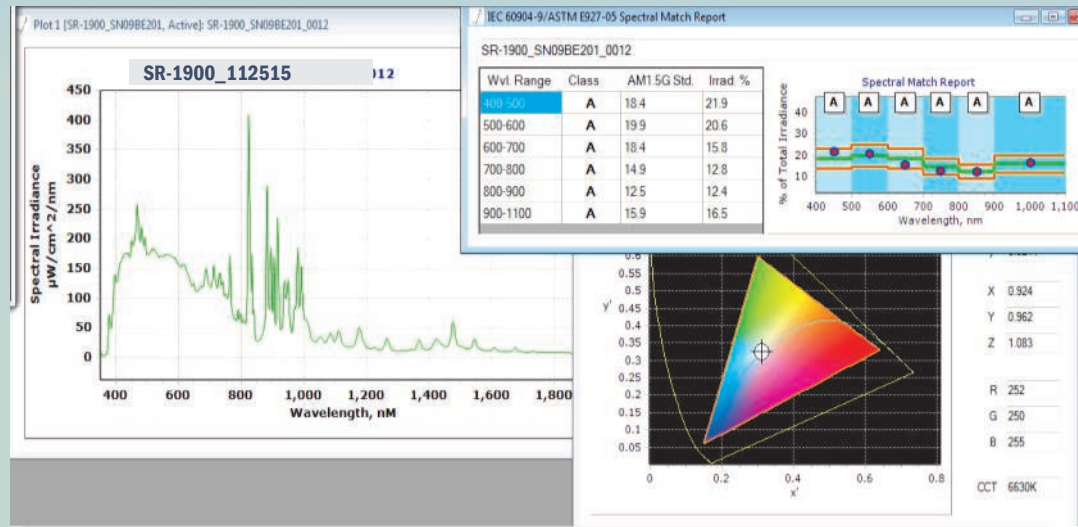 Plot 1 [SR-1900_SN09BE201, Active]: SR-1900_SN09BE201_0012
SR-1900_112515 012
450
400
350
300
250
200
150
100
50
0
Spectral Irradiance
µW/cm^2/nm
400 600 800 1,000 1,200 1,400 1,600 1,800
Wavelength, nM
IEC 60904-9/ASTM E927-05 Spectral Match Report
SR-1900_SN09BE201_0012
Wvl. Range Class AM1.5G Std. Irrad. %
400-500 A 18.4 21.9
500-600 A 19.9 20.6
600-700 A 18.4 15.8
700-800 A 14.9 12.8
800-900 A 12.5 12.4
900-1100 A 15.9 16.5
Spectral Match Report
A A A A A A
% of Total Irradiance
40
30
20
10
400 500 600 700 800 900 1,000 1,100
Wavelength, nm
0.6
0.5
0.45
0.4
0.35
0.3
0.25
0.2
0.15
0.1
0.05
y'
0 0.2 0.4 0.6 0.8
x'
X 0.924
Y 0.962
Z 1.083
R 252
G 250
B 255
CCT 6630K